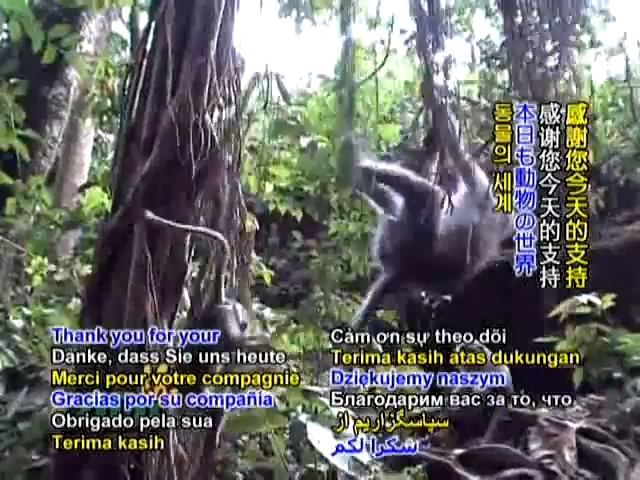 感謝您今天的支持
感谢您今天的支持
本日も動物の世界
동물의 세계
Thank you for your
Danke, dass Sie uns heute
Merci pour votre compagnie
Gracias por su compañía
Obrigado pela sua
Terima kasih
Cảm ơn sự theo dõi
Terima kasih atas dukungan
Dziękujemy naszym
Благодарим вас за то, что
سپاسگزاریم از
شكرا لكم